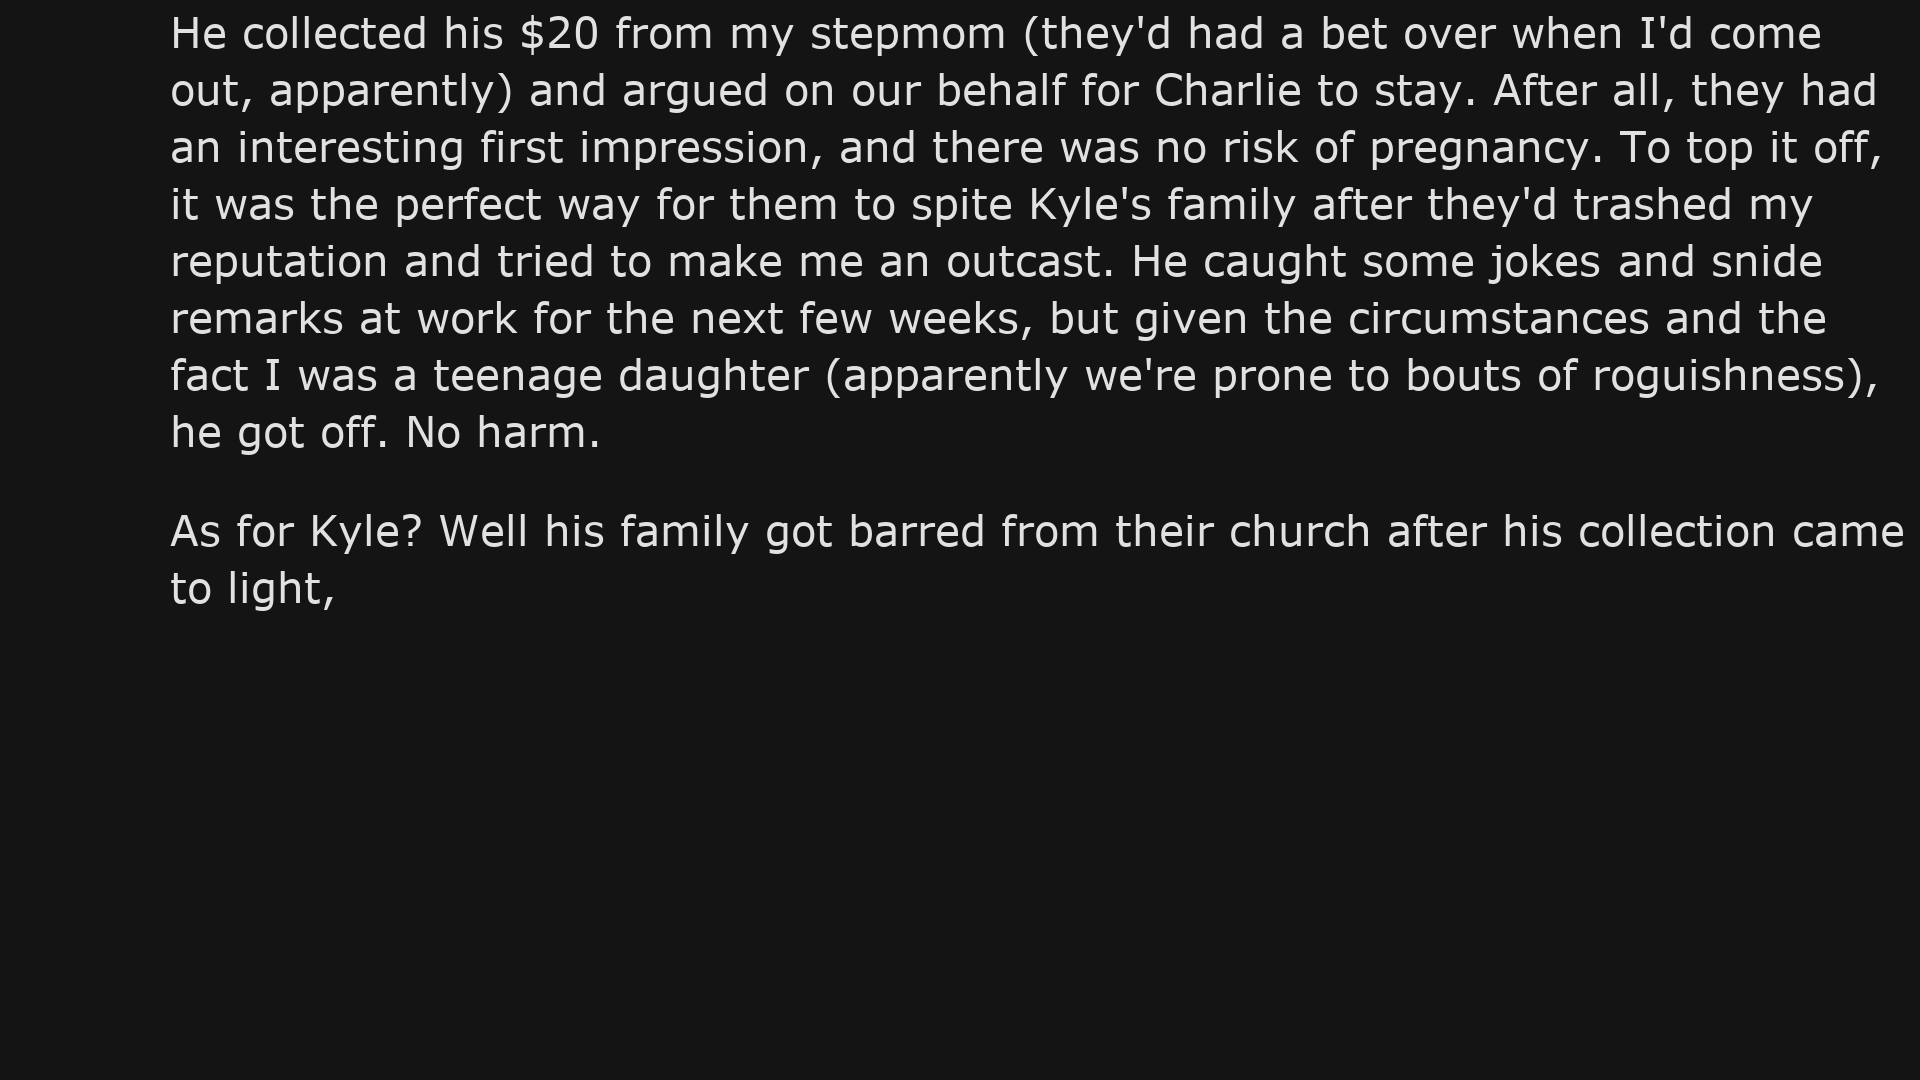 He collected his $20 from my stepmom (they'd had a bet over when I'd come
out, apparently) and argued on our behalf for Charlie to stay. After all, they had
an interesting first impression, and there was no risk of pregnancy. To top it off,
it was the perfect way for them to spite Kyle's family after they'd trashed my
reputation and tried to make me an outcast. He caught some jokes and snide
remarks at work for the next few weeks, but given the circumstances and the
fact I was a teenage daughter (apparently we're prone to bouts of roguishness),
he got off. No harm.
As for Kyle? Well his family got barred from their church after his collection came
to light,